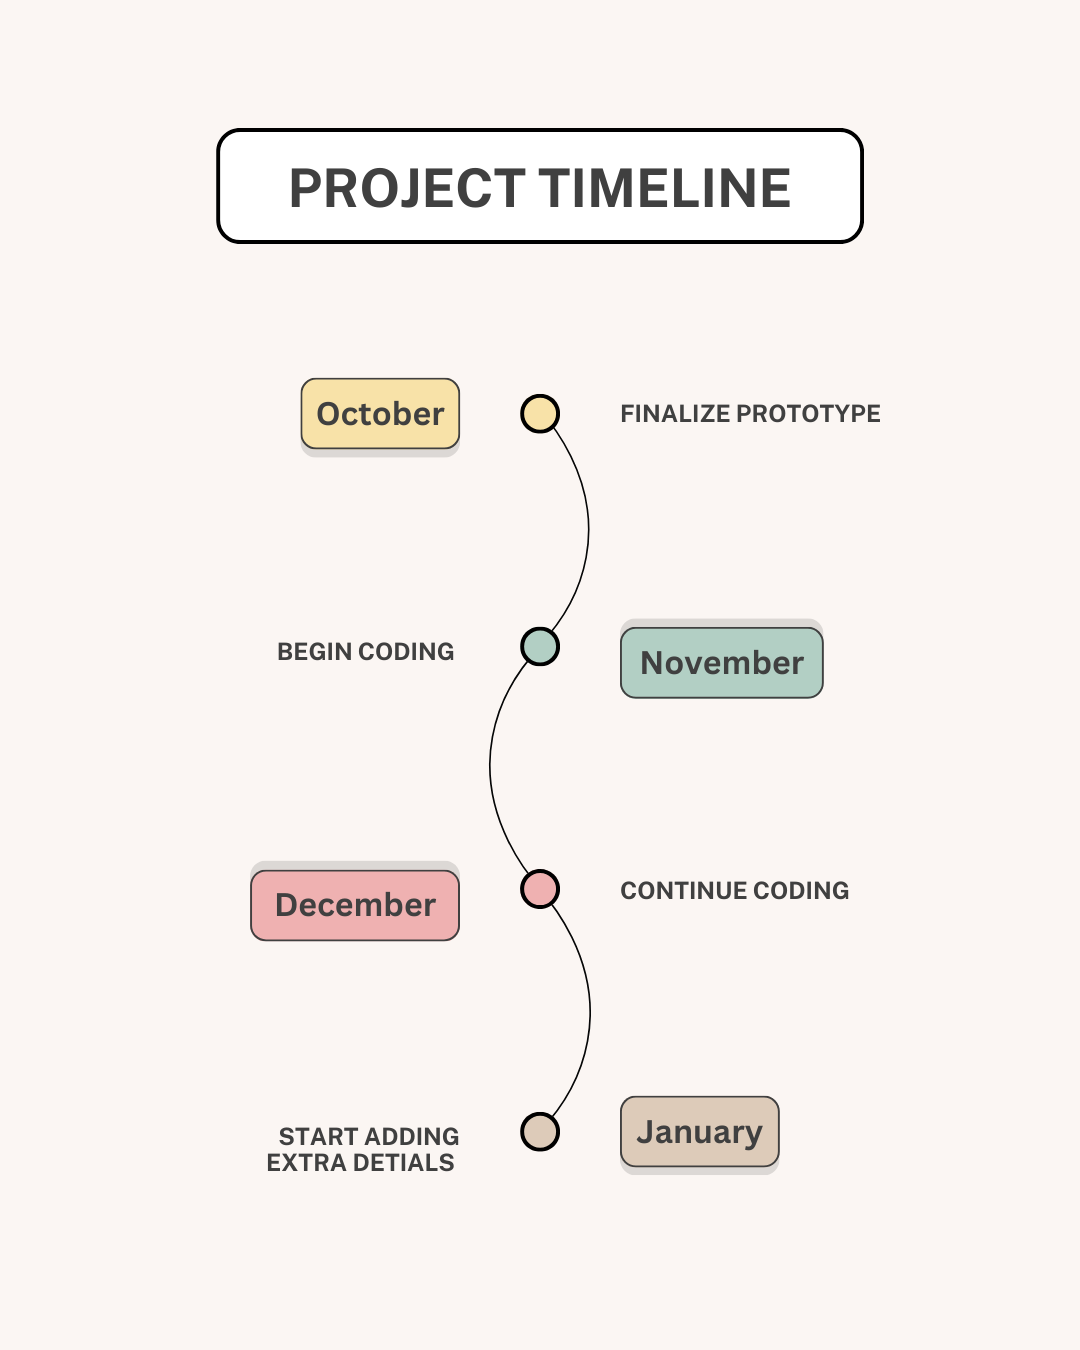 PROJECT TIMELINE
October
FINALIZE PROTOTYPE
BEGIN CODING
November
December
CONTINUE CODING
START ADDING
EXTRA DETIALS
January